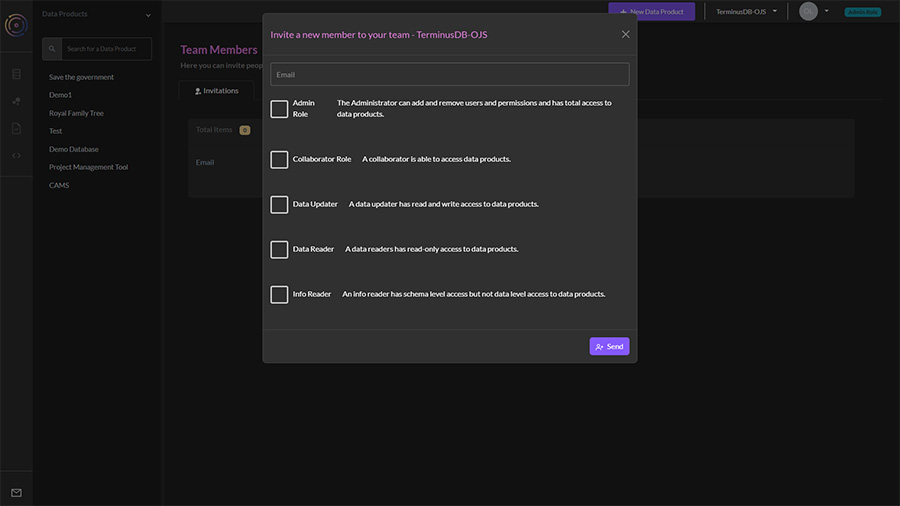 Data Products
New Data Product
TerminusDB-OJS
Admin Role
Search for a Data Product
Save the government
Demo1
Royal Family Tree
Test
Demo Database
Project Management Tool
CAMS
Team Members
Here you can invite peop
Invitations
Total Items 0
Email
Invite a new member to your team - TerminusDB-OJS
Email
Admin
Role
The Administrator can add and remove users and permissions and has total access to
data products.
Collaborator Role A collaborator is able to access data products.
Data Updater A data updater has read and write access to data products.
Data Reader A data readers has read-only access to data products.
Info Reader An info reader has schema level access but not data level access to data products.
Send